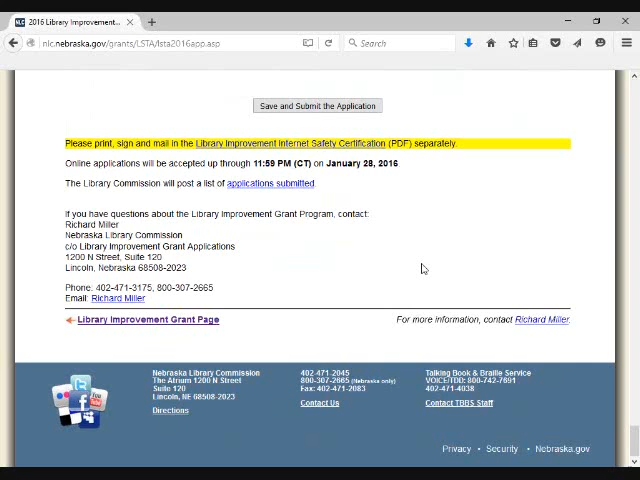 2016 Library Improvement...
nlc.nebraska.gov/grants/LSTA/lsta2016app.asp
Search
Save and Submit the Application
Please print, sign and mail in the Library Improvement Internet Safety Certification (PDF) separately.
Online applications will be accepted up through 11:59 PM (CT) on January 28, 2016.
The Library Commission will post a list of applications submitted
If you have questions about the Library Improvement Grant Program, contact:
Richard Miller
Nebraska Library Commission
c/o Library Improvement Grant Applications
1200 N Street, Suite 120
Lincoln, Nebraska 68508-2023
Phone: 402-471-3175, 800-307-2665
Email: Richard Miller
Library Improvement Grant Page
For more information, contact Richard Miller.
Nebraska Library Commission
The Atrium 1200 N Street
Suite 120
Lincoln, NE 68508-2023
Directions
402-471-2045
800-307-2665 (Nebraska only)
Fax: 402-471-2083
Contact Us
Talking Book & Braille Service
VOICE/TDD: 800-742-7691
402-471-4038
Contact TBBS Staff
Privacy • Security • Nebraska.gov